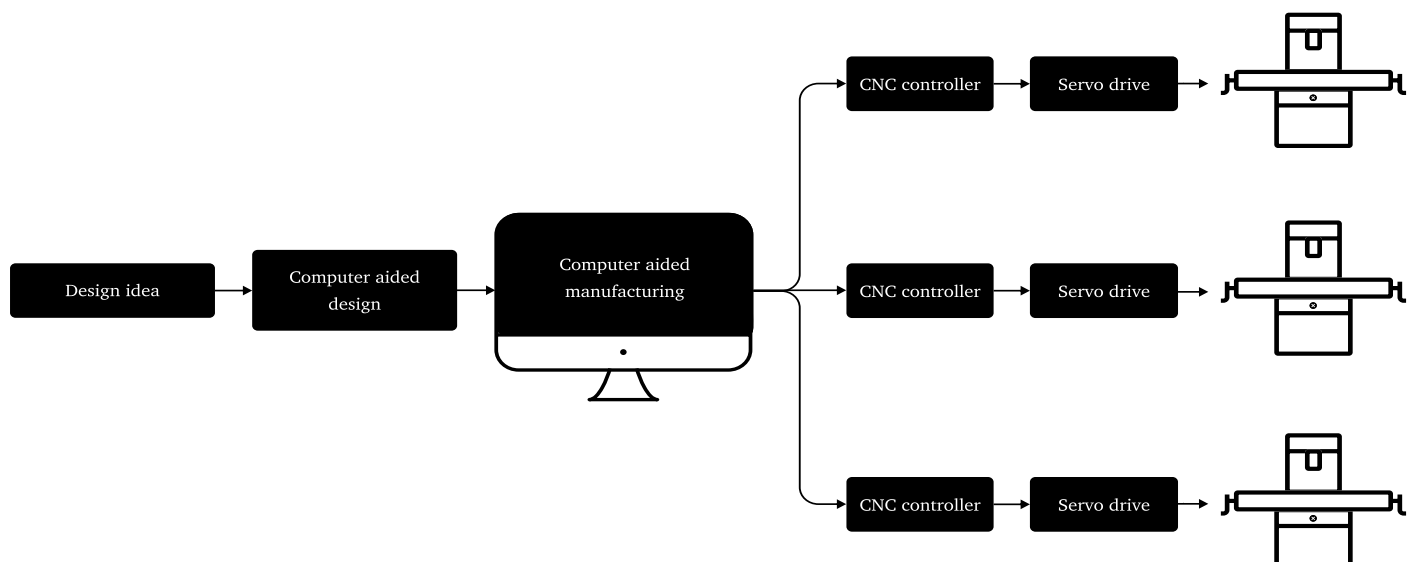 Design idea
Computer aided
design
Computer aided
manufacturing
CNC controller
Servo drive
CNC controller
Servo drive
CNC controller
Servo drive